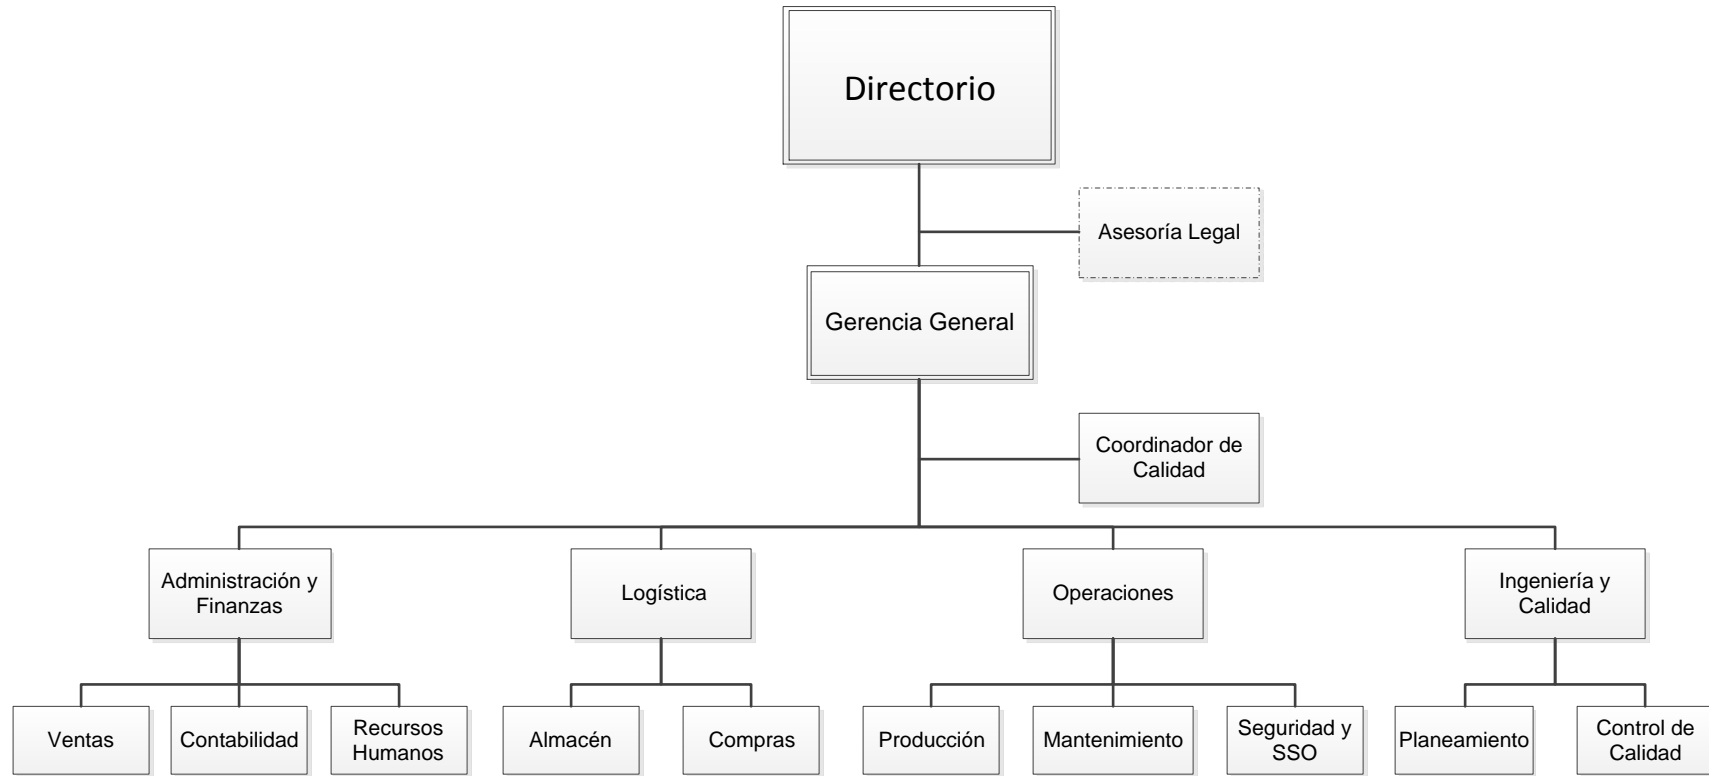 Directorio
Asesoría Legal
Gerencia General
Coordinador de
Calidad
Administración y
Finanzas
Logística
Operaciones
Ingeniería y
Calidad
Ventas
Contabilidad
Recursos
Humanos
Almacén
Compras
Producción
Mantenimiento
Seguridad y
SSO
Planeamiento
Control de
Calidad